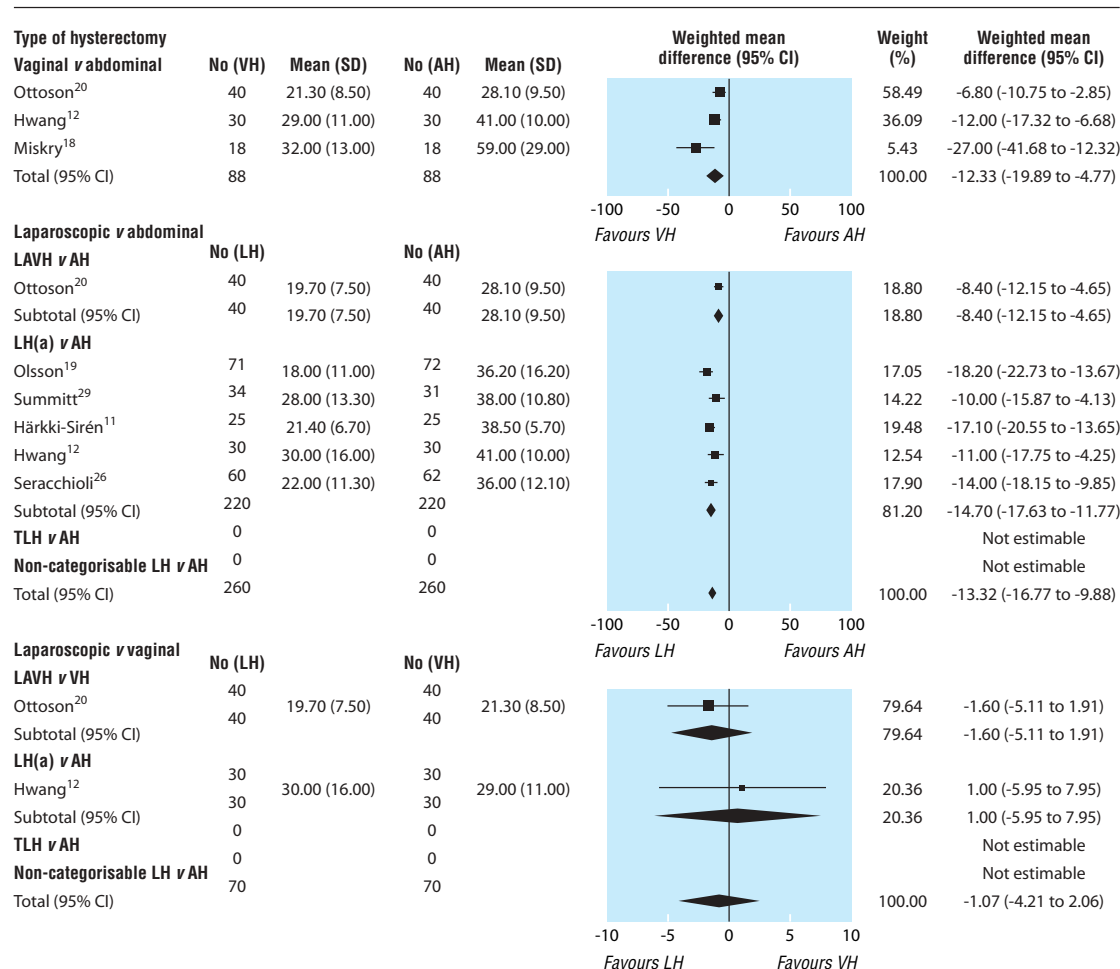 Type of hysterectomy Weighted mean difference (95% CI) Weight (%) Weighted mean difference (95% CI)
Vaginal v abdominal No (VH) Mean (SD) No (AH) Mean (SD)
Ottoson20 40 21.30 (8.50) 40 28.10 (9.50) 58.49 -6.80 (-10.75 to -2.85)
Hwang12 30 29.00 (11.00) 30 41.00 (10.00) 36.09 -12.00 (-17.32 to -6.68)
Miskry18 18 32.00 (13.00) 18 59.00 (29.00) 5.43 -27.00 (-41.68 to -12.32)
Total (95% CI) 88 88 100.00 -12.33 (-19.89 to -4.77)
-100 -50 0 50 100
Favours VH Favours AH
Laparoscopic v abdominal
No (LH) No (AH)
LAVH v AH
Ottoson20 40 19.70 (7.50) 40 28.10 (9.50) 18.80 -8.40 (-12.15 to -4.65)
Subtotal (95% CI) 40 19.70 (7.50) 40 28.10 (9.50) 18.80 -8.40 (-12.15 to -4.65)
LH(a) v AH
Olsson19 71 18.00 (11.00) 72 36.20 (16.20) 17.05 -18.20 (-22.73 to -13.67)
Summitt29 34 28.00 (13.30) 31 38.00 (10.80) 14.22 -10.00 (-15.87 to -4.13)
Härkki-Sirén11 25 21.40 (6.70) 25 38.50 (5.70) 19.48 -17.10 (-20.55 to -13.65)
Hwang12 30 30.00 (16.00) 30 41.00 (10.00) 12.54 -11.00 (-17.75 to -4.25)
Seracchioli26 60 22.00 (11.30) 62 36.00 (12.10) 17.90 -14.00 (-18.15 to -9.85)
Subtotal (95% CI) 220 220 81.20 -14.70 (-17.63 to -11.77)
TLH v AH 0 0 Not estimable
Non-categorisable LH v AH 0 0 Not estimable
Total (95% CI) 260 260 100.00 -13.32 (-16.77 to -9.88)
-100 -50 0 50 100
Favours LH Favours AH
Laparoscopic v vaginal
No (LH) No (VH)
LAVH v VH
Ottoson20 40 19.70 (7.50) 40 21.30 (8.50) 79.64 -1.60 (-5.11 to 1.91)
Subtotal (95% CI) 40 40 79.64 -1.60 (-5.11 to 1.91)
LH(a) v AH
Hwang12 30 30.00 (16.00) 30 29.00 (11.00) 20.36 1.00 (-5.95 to 7.95)
Subtotal (95% CI) 30 30 20.36 1.00 (-5.95 to 7.95)
TLH v AH 0 0 Not estimable
Non-categorisable LH v AH 0 0 Not estimable
Total (95% CI) 70 70 100.00 -1.07 (-4.21 to 2.06)
-10 -5 0 5 10
Favours LH Favours VH